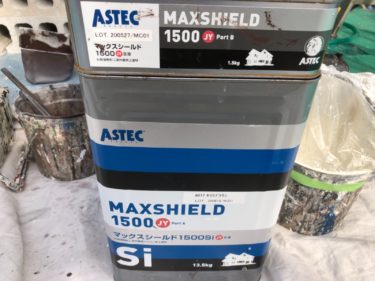 ASTEC
MAXSHIELD
LOT. 200527/MC01
マックスシールド
1500 JY
1500 JY Part B
1.5kg
ASTEC
ASTEC
MAXSHIELD
1500 JY Part A
マックスシールド1500Si JY
Si
13.5kg